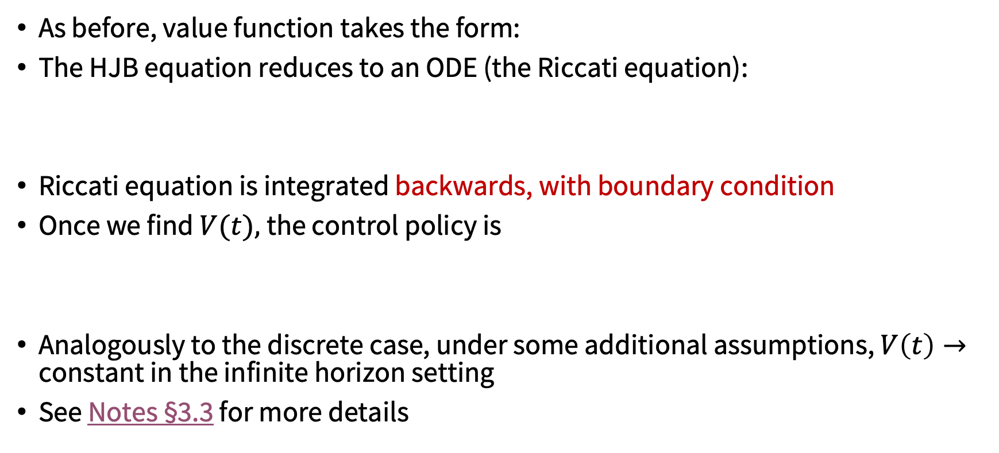 • As before, value function takes the form:
• The HJB equation reduces to an ODE (the Riccati equation):
• Riccati equation is integrated backwards, with boundary condition
• Once we find V(t), the control policy is
• Analogously to the discrete case, under some additional assumptions, V(t) →
constant in the infinite horizon setting
• See Notes §3.3 for more details